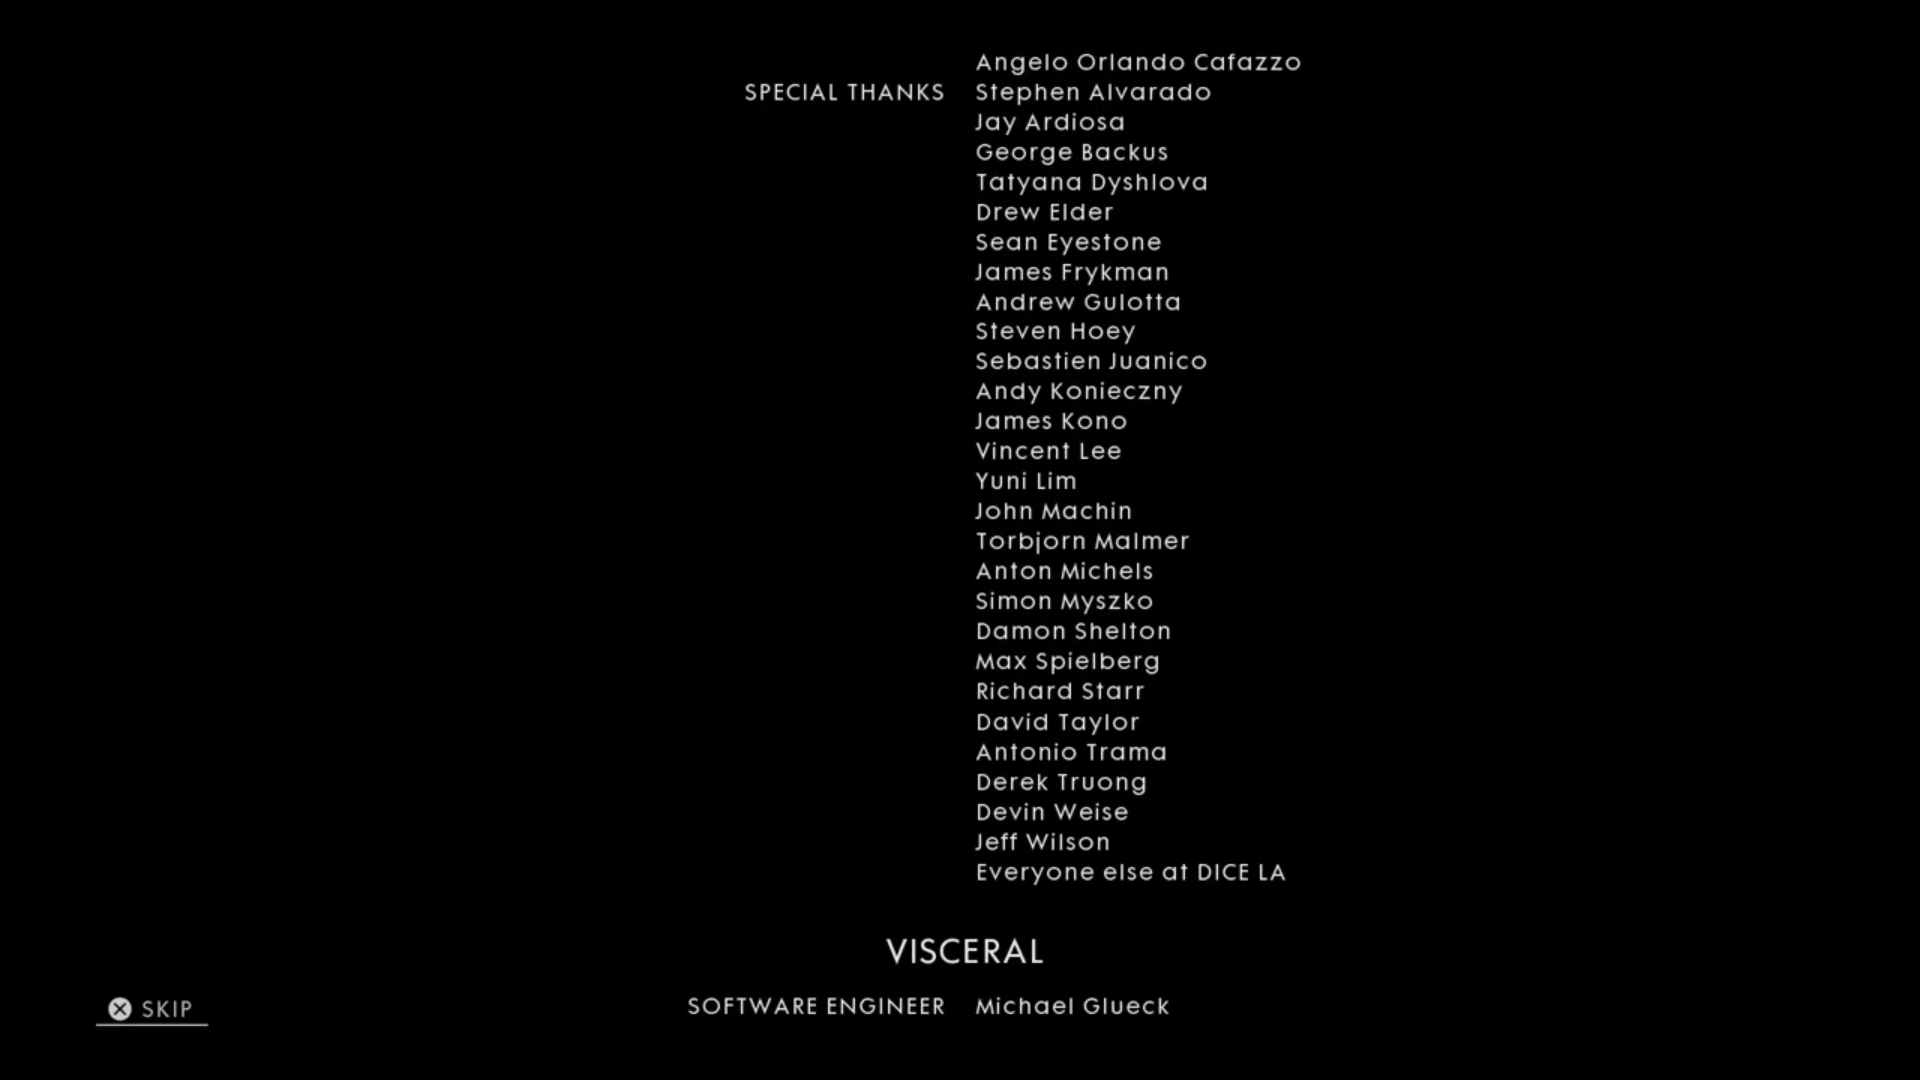 Angelo Orlando Cafazzo
SPECIAL THANKS Stephen Alvarado
Jay Ardiosa
George Backus
Tatyana Dyshlova
Drew Elder
Sean Eyestone
James Frykman
Andrew Gulotta
Steven Hoey
Sebastien Juanico
Andy Konieczny
James Kono
Vincent Lee
Yuni Lim
John Machin
Torbjorn Malmer
Anton Michels
Simon Myszko
Damon Shelton
Max Spielberg
Richard Starr
David Taylor
Antonio Trama
Derek Truong
Devin Weise
Jeff Wilson
Everyone else at DICE LA
VISCERAL
SOFTWARE ENGINEER Michael Glueck
SKIP